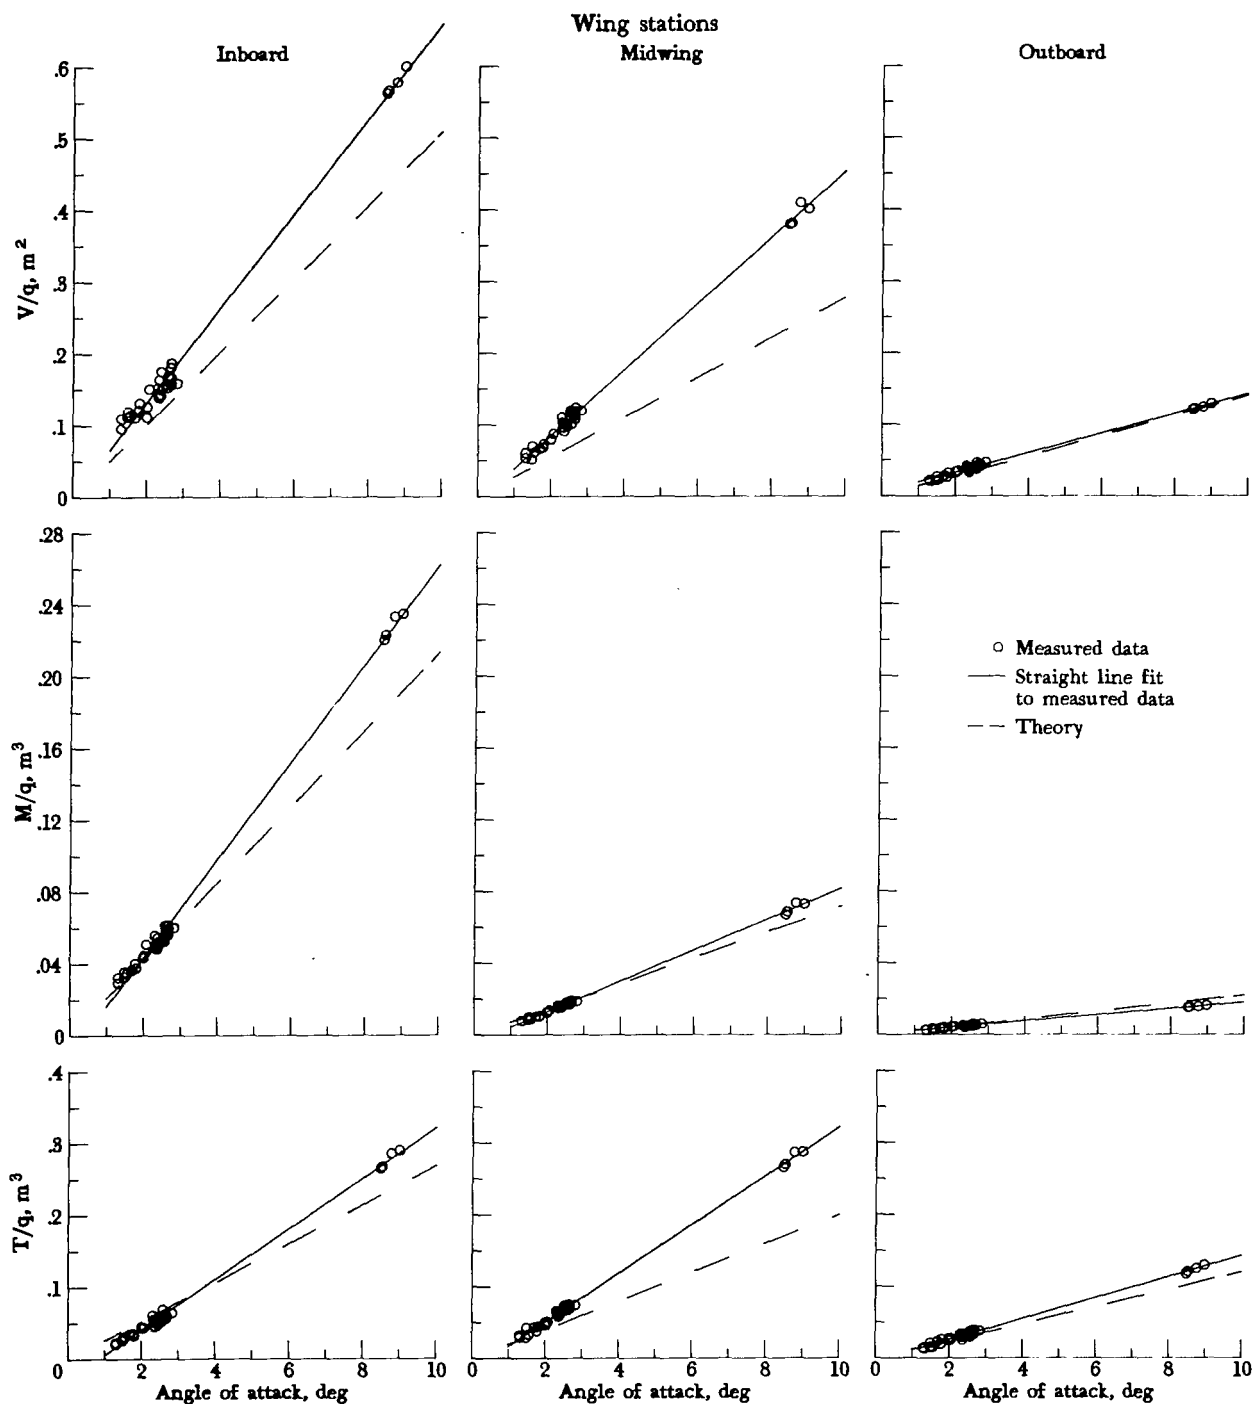 Wing stations
Inboard
Midwing
Outboard
.6
.5
.4
.3
.2
.1
0
V/q, m²
.28
.24
.20
.16
.12
.08
.04
0
M/q, m³
Measured data
Straight line fit
to measured data
Theory
.4
.3
.2
.1
0
T/q, m³
0 2 4 6 8 10
0 2 4 6 8 10
0 2 4 6 8 10
Angle of attack, deg
Angle of attack, deg
Angle of attack, deg